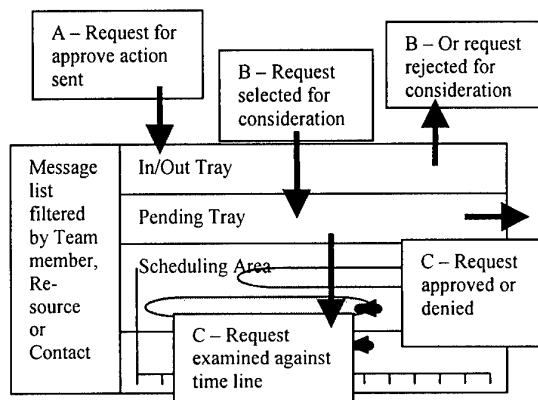 A – Request for
approve action
sent
B – Request
selected for
consideration
B – Or request
rejected for
consideration
Message
list
filtered
by Team
member,
Re-
source
or
Contact
In/Out Tray
Pending Tray
Scheduling Area
C – Request
approved or
denied
C – Request
examined against
time line